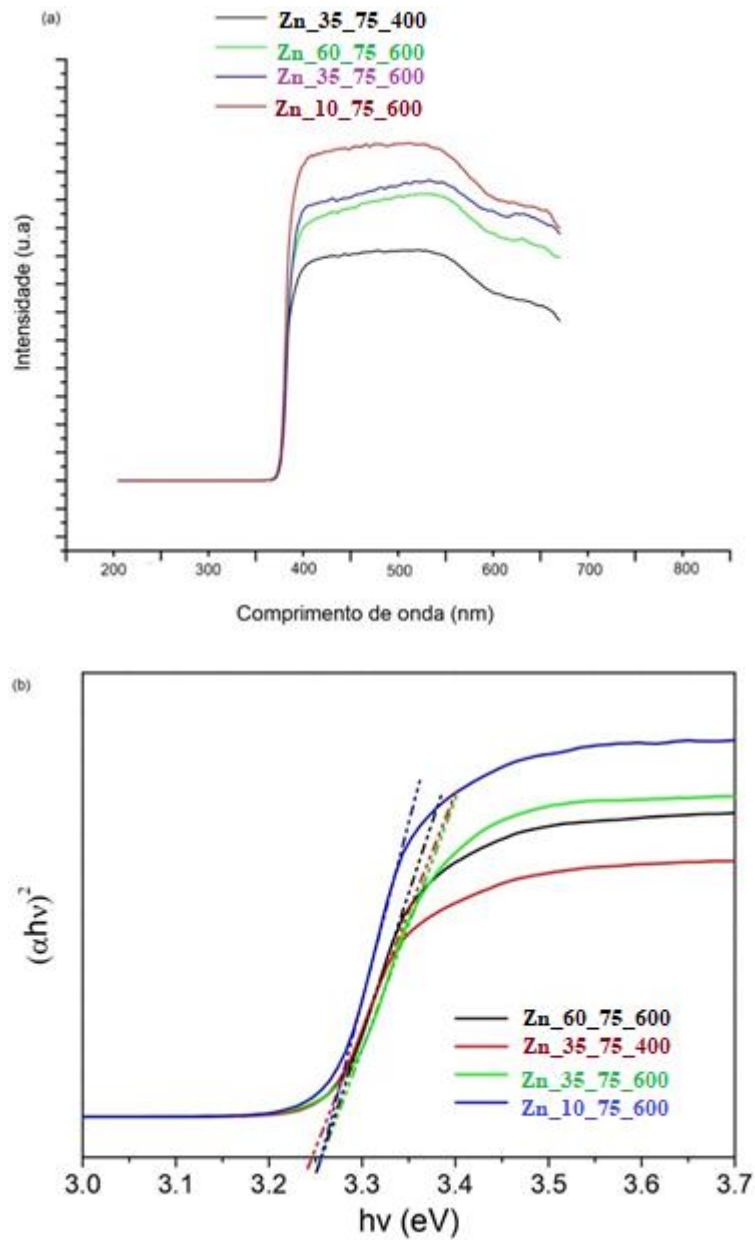 (a)
Zn_35_75_400
Zn_60_75_600
Zn_35_75_600
Zn_10_75_600
Intensidade (u.a)
200 300 400 500 600 700 800
Comprimento de onda (nm)
(b)
(αhν)²
Zn_60_75_600
Zn_35_75_400
Zn_35_75_600
Zn_10_75_600
3.0 3.1 3.2 3.3 3.4 3.5 3.6 3.7
hν (eV)